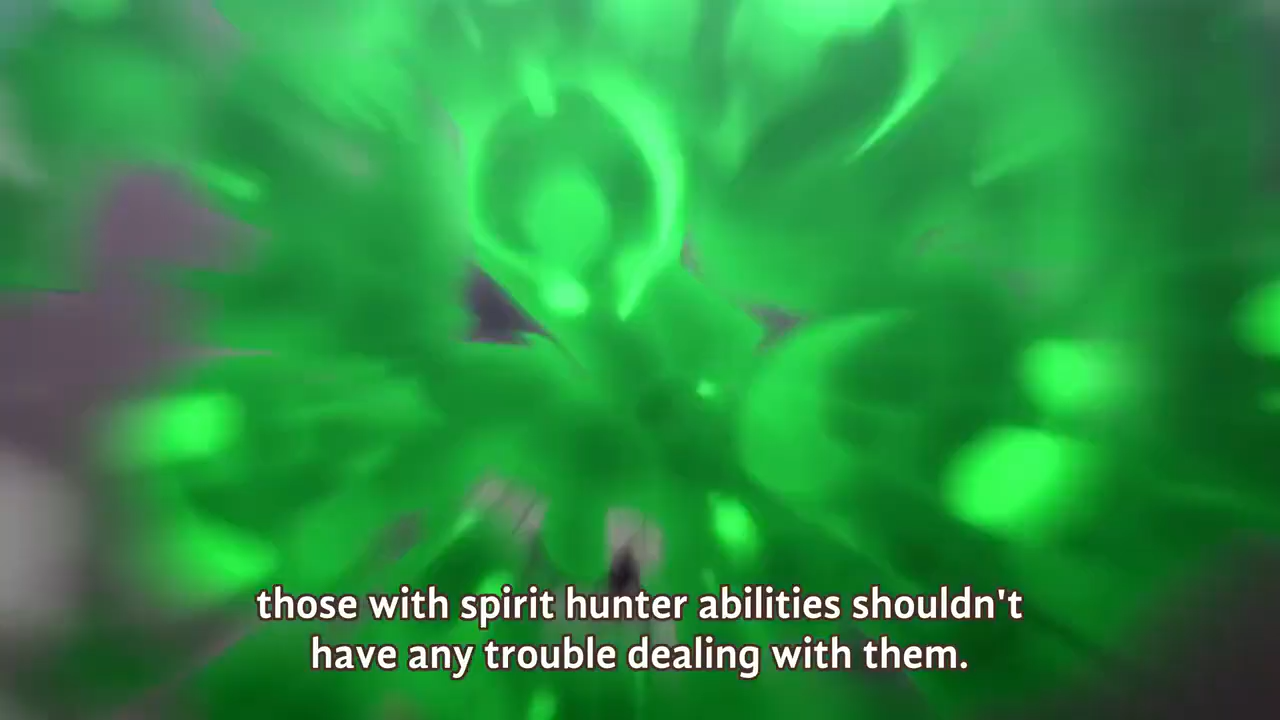 those with spirit hunter abilities shouldn't
have any trouble dealing with them.